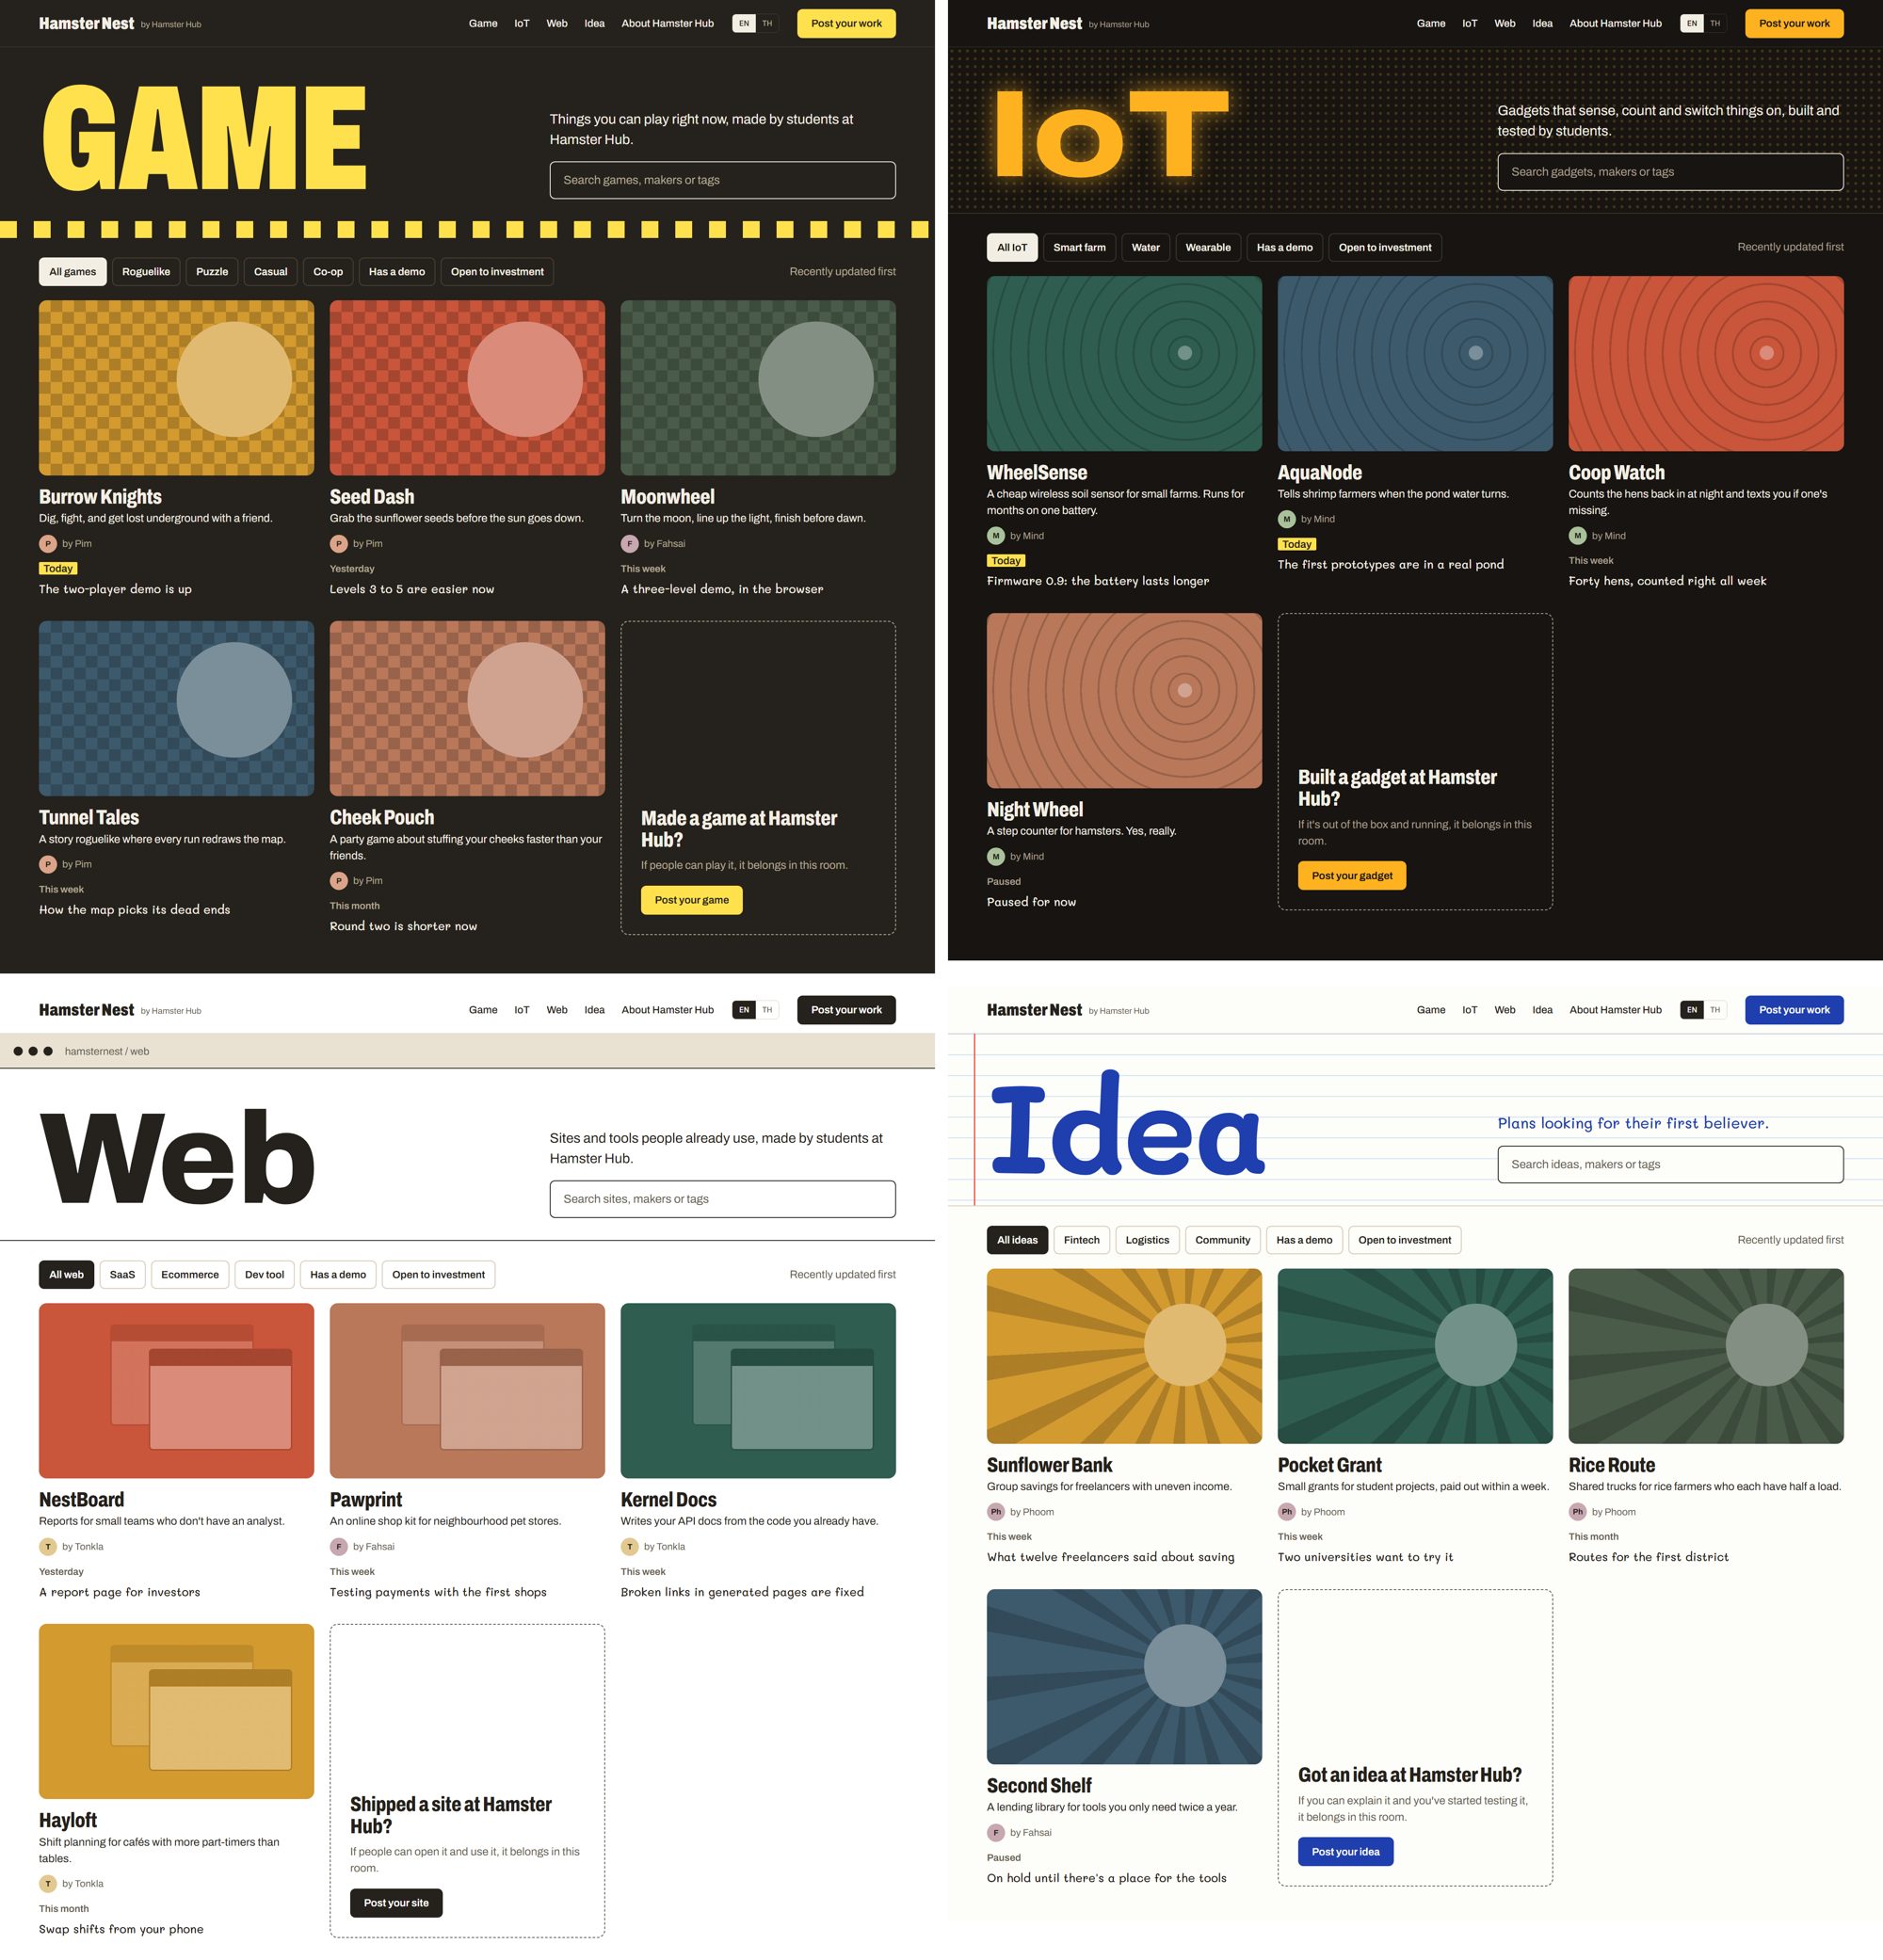 Hamster Nest by Hamster Hub
Game IoT Web Idea About Hamster Hub EN TH Post your work
GAME
Things you can play right now, made by students at
Hamster Hub.
Search games, makers or tags
All games Roguelike Puzzle Casual Co-op Has a demo Open to investment Recently updated first
Burrow Knights
Dig, fight, and get lost underground with a friend.
P by Pim
Today
The two-player demo is up
Seed Dash
Grab the sunflower seeds before the sun goes down.
P by Pim
Yesterday
Levels 3 to 5 are easier now
Moonwheel
Turn the moon, line up the light, finish before dawn.
F by Fahsai
This week
A three-level demo, in the browser
Tunnel Tales
A story roguelike where every run redraws the map.
P by Pim
This week
How the map picks its dead ends
Cheek Pouch
A party game about stuffing your cheeks faster than your
friends.
P by Pim
This month
Round two is shorter now
Made a game at Hamster
Hub?
If people can play it, it belongs in this room.
Post your game
Hamster Nest by Hamster Hub
Game IoT Web Idea About Hamster Hub EN TH Post your work
IoT
Gadgets that sense, count and switch things on, built and
tested by students.
Search gadgets, makers or tags
All IoT Smart farm Water Wearable Has a demo Open to investment Recently updated first
WheelSense
A cheap wireless soil sensor for small farms. Runs for
months on one battery.
M by Mind
Today
Firmware 0.9: the battery lasts longer
AquaNode
Tells shrimp farmers when the pond water turns.
M by Mind
Today
The first prototypes are in a real pond
Coop Watch
Counts the hens back in at night and texts you if one's
missing.
M by Mind
This week
Forty hens, counted right all week
Night Wheel
A step counter for hamsters. Yes, really.
M by Mind
Paused
Paused for now
Built a gadget at Hamster
Hub?
If it's out of the box and running, it belongs in this
room.
Post your gadget
Hamster Nest by Hamster Hub
Game IoT Web Idea About Hamster Hub EN TH Post your work
hamsternest / web
Web
Sites and tools people already use, made by students at
Hamster Hub.
Search sites, makers or tags
All web SaaS Ecommerce Dev tool Has a demo Open to investment Recently updated first
NestBoard
Reports for small teams who don't have an analyst.
T by Tonkla
Yesterday
A report page for investors
Pawprint
An online shop kit for neighbourhood pet stores.
F by Fahsai
This week
Testing payments with the first shops
Kernel Docs
Writes your API docs from the code you already have.
T by Tonkla
This week
Broken links in generated pages are fixed
Hayloft
Shift planning for cafés with more part-timers than
tables.
T by Tonkla
This month
Swap shifts from your phone
Shipped a site at Hamster
Hub?
If people can open it and use it, it belongs in this
room.
Post your site
Hamster Nest by Hamster Hub
Game IoT Web Idea About Hamster Hub EN TH Post your work
Idea
Plans looking for their first believer.
Search ideas, makers or tags
All ideas Fintech Logistics Community Has a demo Open to investment Recently updated first
Sunflower Bank
Group savings for freelancers with uneven income.
Ph by Phoom
This week
What twelve freelancers said about saving
Pocket Grant
Small grants for student projects, paid out within a week.
Ph by Phoom
This week
Two universities want to try it
Rice Route
Shared trucks for rice farmers who each have half a load.
Ph by Phoom
This month
Routes for the first district
Second Shelf
A lending library for tools you only need twice a year.
F by Fahsai
Paused
On hold until there's a place for the tools
Got an idea at Hamster Hub?
If you can explain it and you've started testing it,
it belongs in this room.
Post your idea